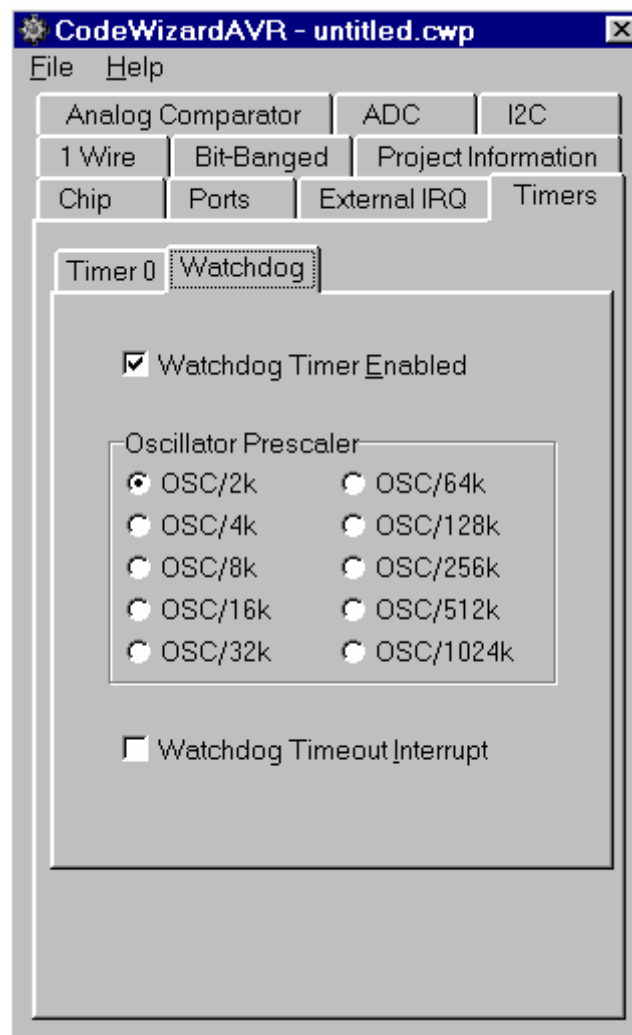 CodeWizardAVR - untitled.cwp
File Help
Analog Comparator ADC I2C
1 Wire Bit-Banged Project Information
Chip Ports External IRQ Timers
Timer 0 Watchdog
Watchdog Timer Enabled
Oscillator Prescaler
OSC/2k OSC/64k
OSC/4k OSC/128k
OSC/8k OSC/256k
OSC/16k OSC/512k
OSC/32k OSC/1024k
Watchdog Timeout Interrupt